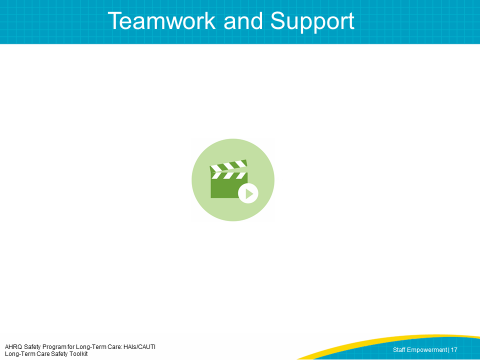 Teamwork and Support
AHRQ Safety Program for Long-Term Care: HAIs/CAUTI
Long-Term Care Safety Toolkit
Staff Empowerment| 17